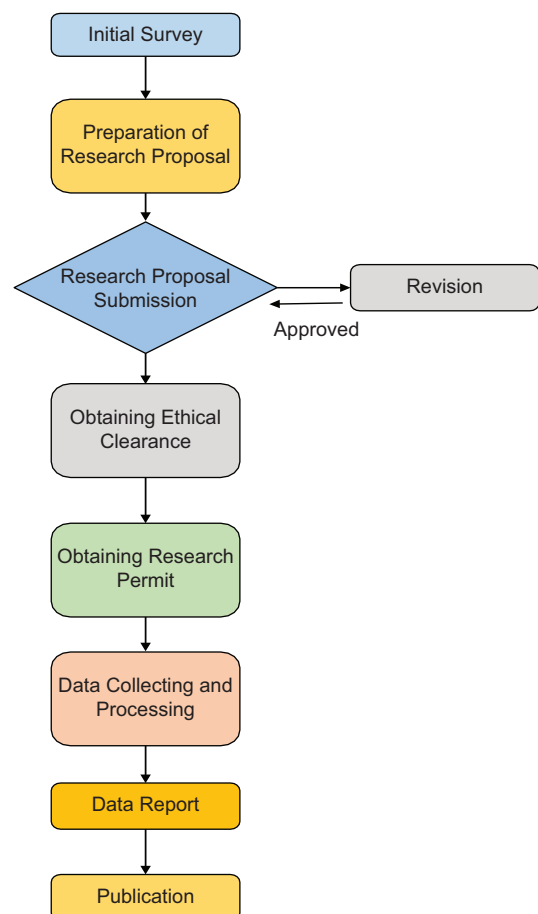 Initial Survey
Preparation of
Research Proposal
Research Proposal
Submission
Revision
Approved
Obtaining Ethical
Clearance
Obtaining Research
Permit
Data Collecting and
Processing
Data Report
Publication